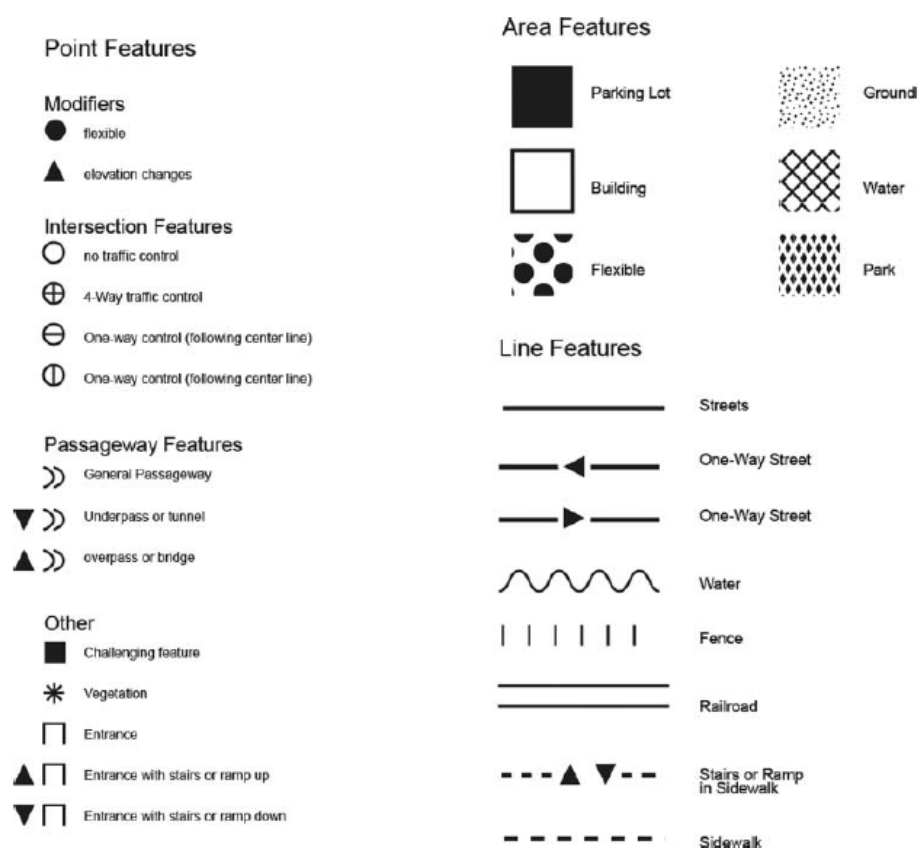 Point Features
Modifiers
flexible
elevation changes
Intersection Features
no traffic control
4-Way traffic control
One-way control (following center line)
One-way control (following center line)
Passageway Features
General Passageway
Underpass or tunnel
overpass or bridge
Other
Challenging feature
Vegetation
Entrance
Entrance with stairs or ramp up
Entrance with stairs or ramp down
Area Features
Parking Lot
Ground
Building
Water
Flexible
Park
Line Features
Streets
One-Way Street
One-Way Street
Water
Fence
Railroad
Stairs or Ramp
in Sidewalk
Sidewalk